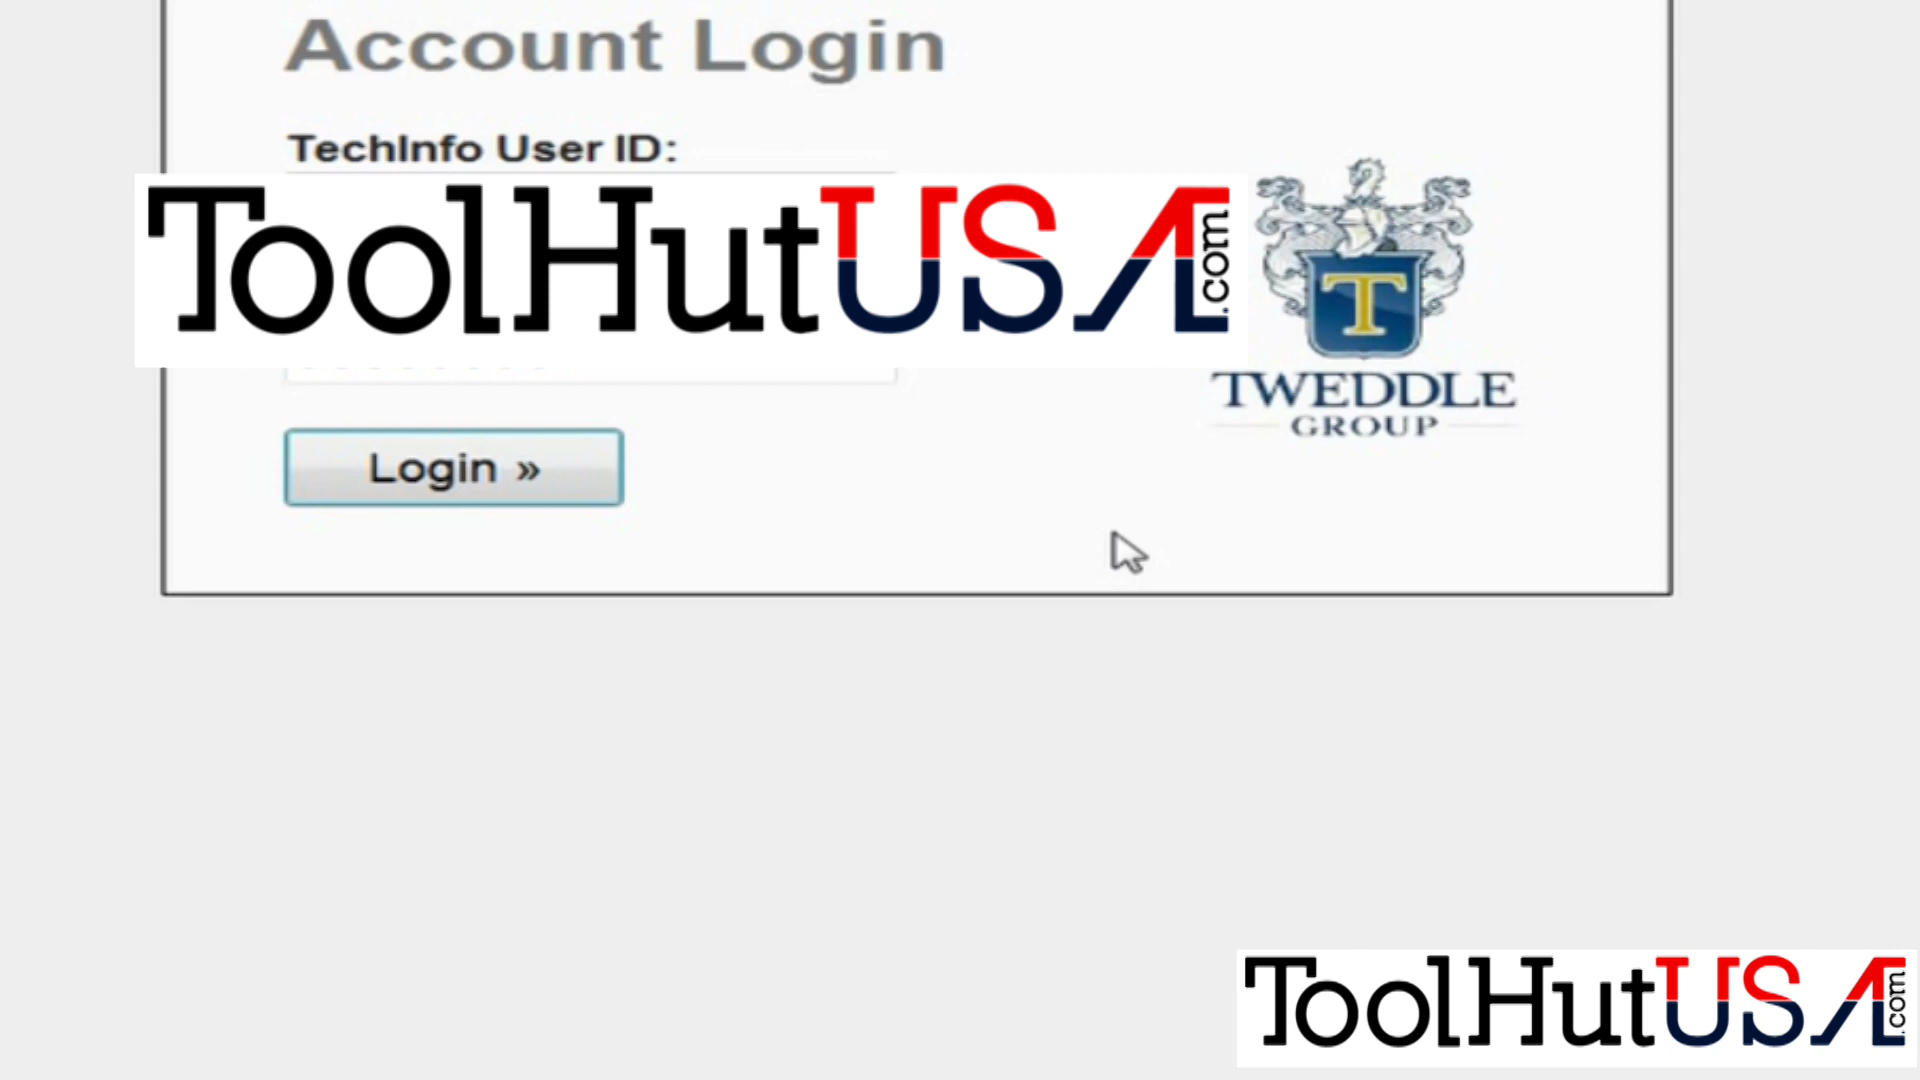 Account Login
TechInfo User ID:
ToolHutUSA.com
T
TWEDDLE
GROUP
Login »
ToolHutUSA.com